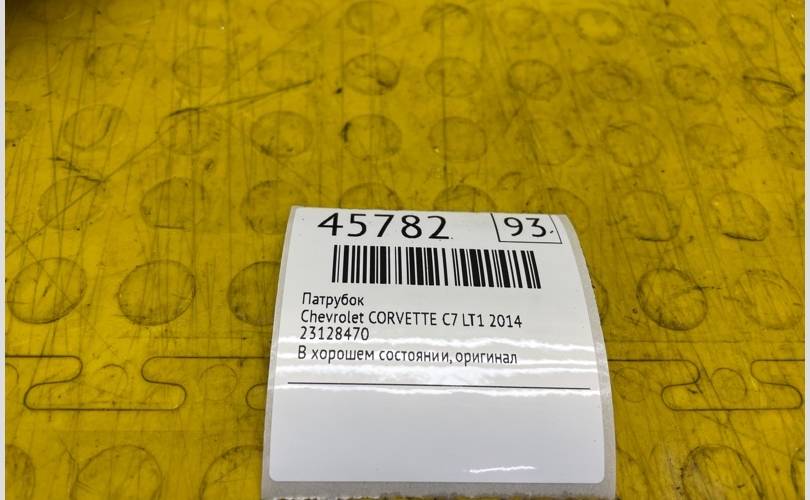 45782 93.
Патрубок
Chevrolet CORVETTE C7 LT1 2014
23128470
В хорошем состоянии, оригинал